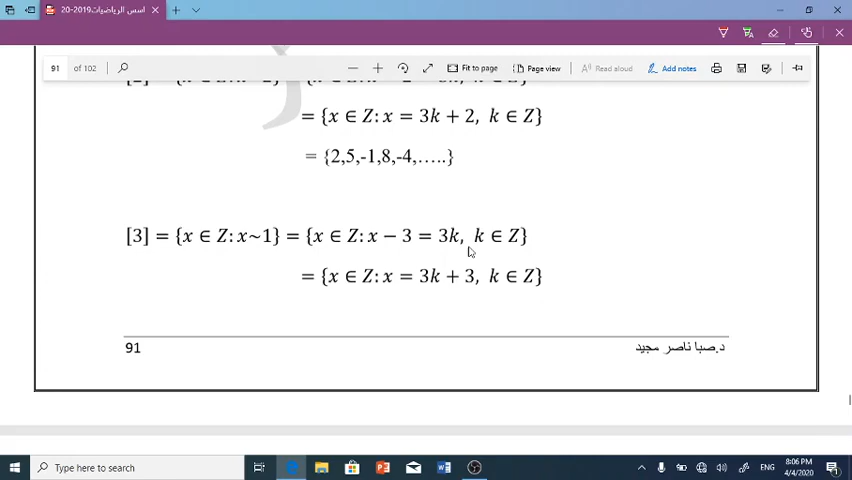 اسس الرياضيات2019-20
91 of 102
Fit to page
Page view
Read aloud
Add notes
= {x ∈ Z: x = 3k + 2, k ∈ Z}
= {2,5,-1,8,-4,…..}
[3] = {x ∈ Z: x~1} = {x ∈ Z: x − 3 = 3k, k ∈ Z}
= {x ∈ Z: x = 3k + 3, k ∈ Z}
91
د.صبا ناصر مجيد
Type here to search
ENG
8:06 PM
4/4/2020